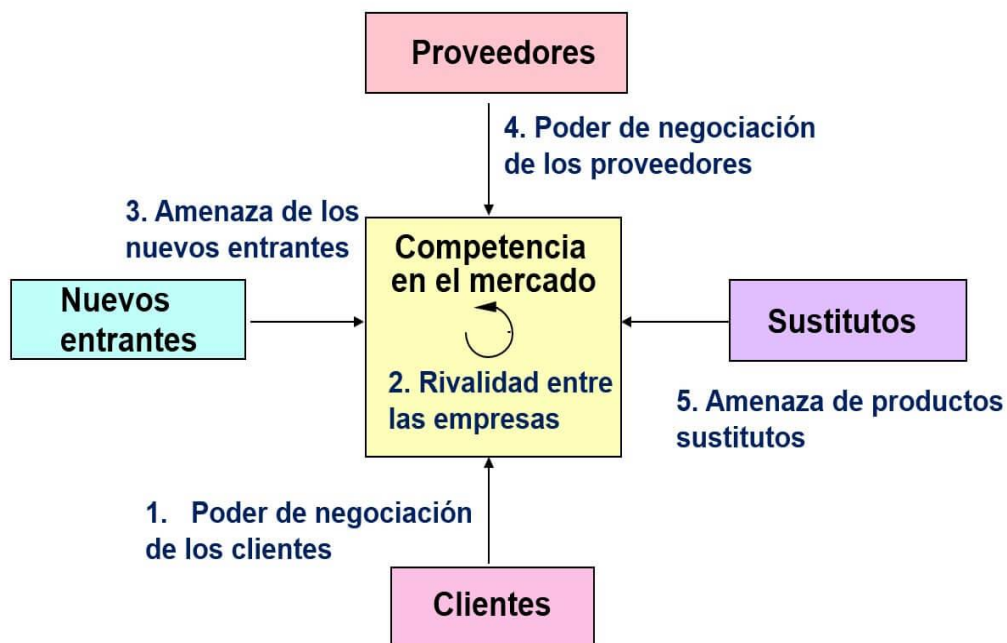 Proveedores
4. Poder de negociación
de los proveedores
3. Amenaza de los
nuevos entrantes
Competencia
en el mercado
Nuevos
entrantes
Sustitutos
2. Rivalidad entre
las empresas
5. Amenaza de productos
sustitutos
1. Poder de negociación
de los clientes
Clientes